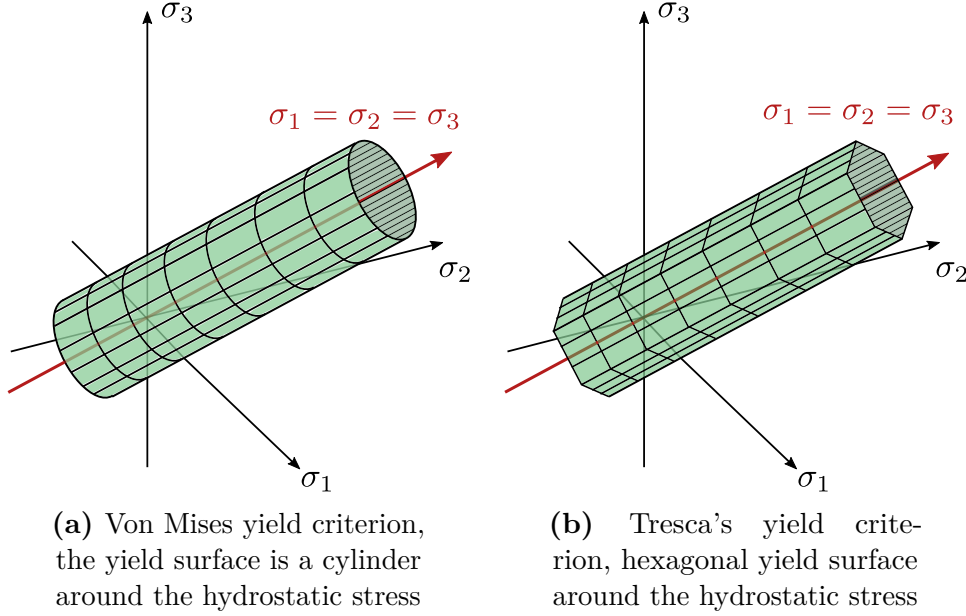 σ₃
σ₁ = σ₂ = σ₃
σ₂
σ₁
(a) Von Mises yield criterion,
the yield surface is a cylinder
around the hydrostatic stress
σ₃
σ₁ = σ₂ = σ₃
σ₂
σ₁
(b) Tresca's yield crite-
rion, hexagonal yield surface
around the hydrostatic stress